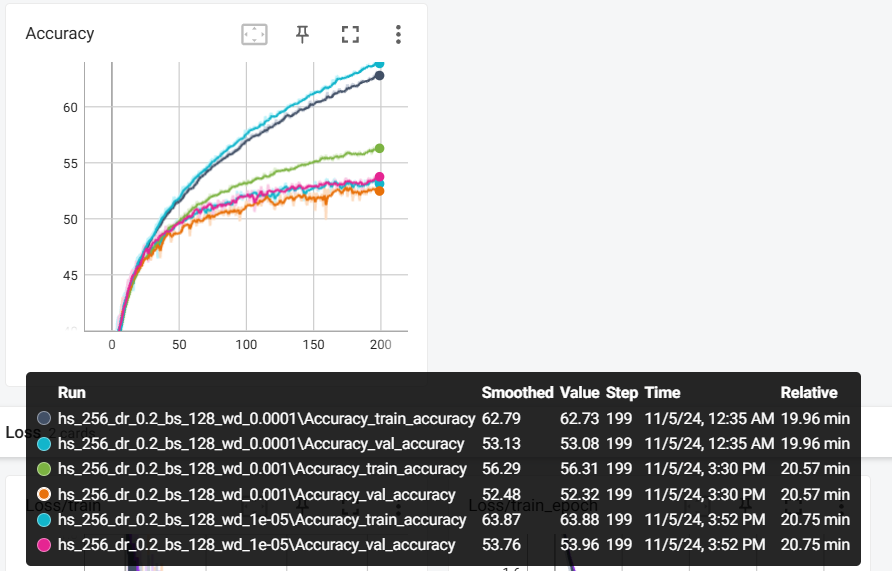 Accuracy
60
55
50
45
40
0 50 100 150 200
Run Smoothed Value Step Time Relative
hs_256_dr_0.2_bs_128_wd_0.0001\Accuracy_train_accuracy 62.79 62.73 199 11/5/24, 12:35 AM 19.96 min
hs_256_dr_0.2_bs_128_wd_0.0001\Accuracy_val_accuracy 53.13 53.08 199 11/5/24, 12:35 AM 19.96 min
hs_256_dr_0.2_bs_128_wd_0.001\Accuracy_train_accuracy 56.29 56.31 199 11/5/24, 3:30 PM 20.57 min
hs_256_dr_0.2_bs_128_wd_0.001\Accuracy_val_accuracy 52.48 52.32 199 11/5/24, 3:30 PM 20.57 min
hs_256_dr_0.2_bs_128_wd_1e-05\Accuracy_train_accuracy 63.87 63.88 199 11/5/24, 3:52 PM 20.75 min
hs_256_dr_0.2_bs_128_wd_1e-05\Accuracy_val_accuracy 53.76 53.96 199 11/5/24, 3:52 PM 20.75 min
Loss 2 cards
Loss/train
Loss/train_epoch
1.6